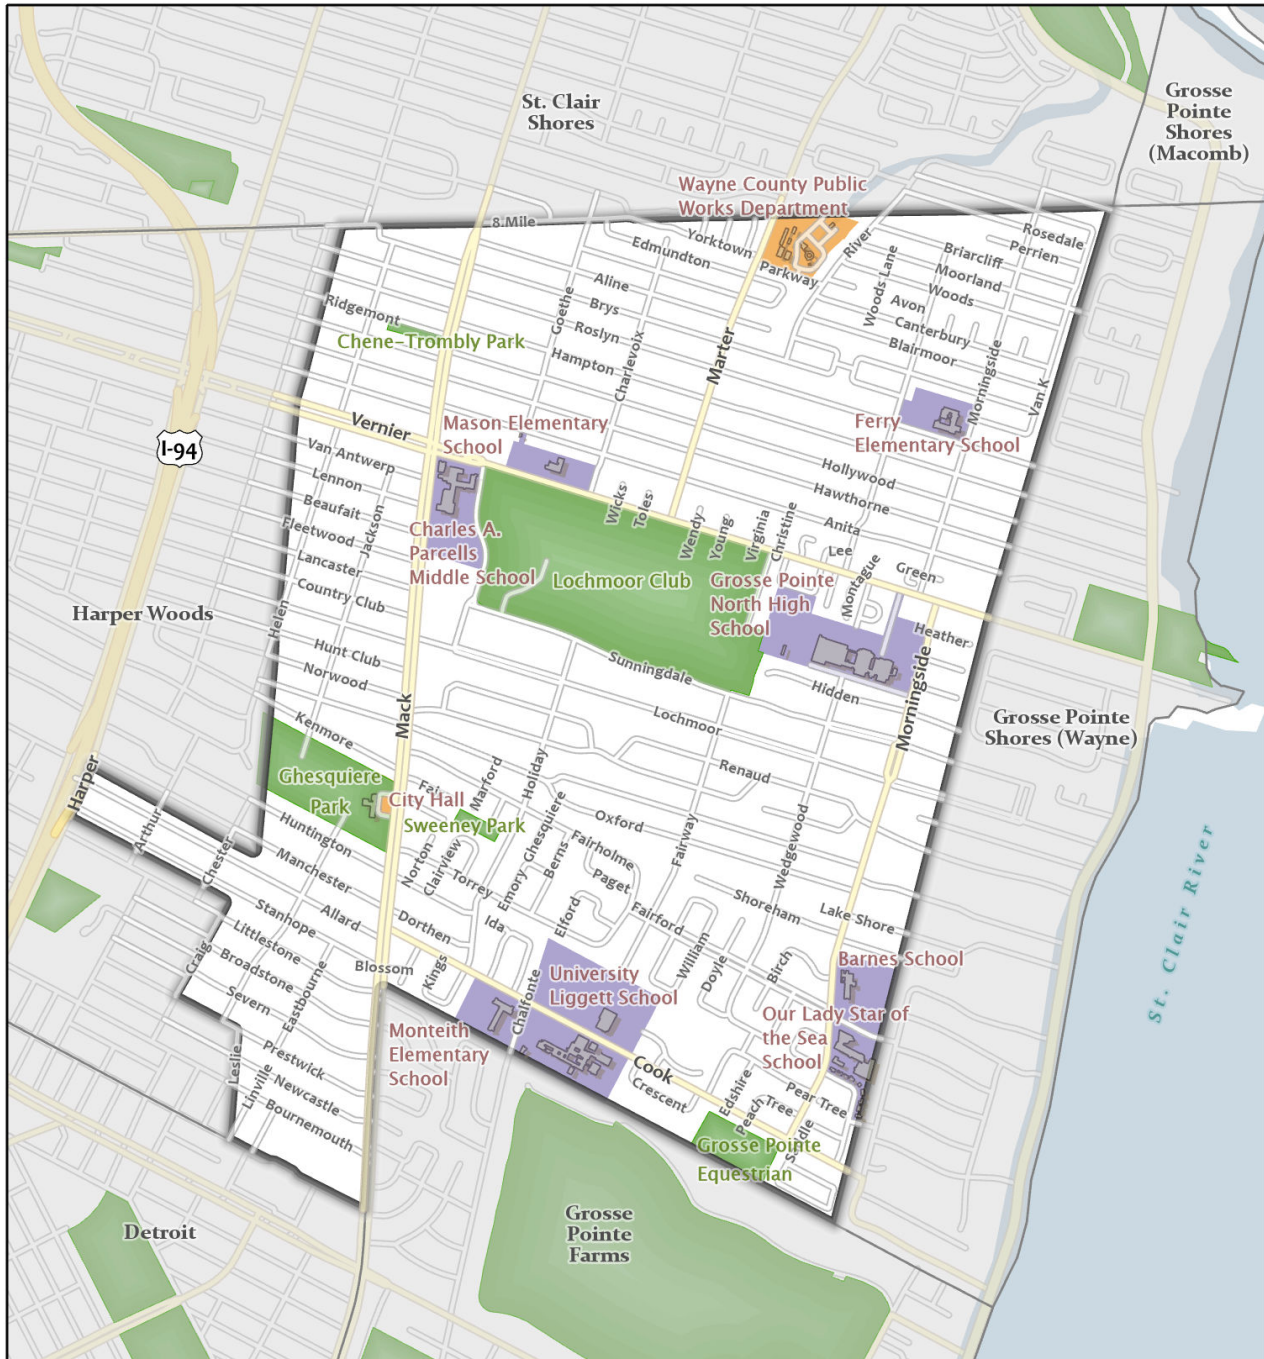 St. Clair
Shores
Grosse
Pointe
Shores
(Macomb)
Wayne County Public
Works Department
8 Mile
Yorktown
Edmundton
Parkway
River
Rosedale
Perrien
Briarcliff
Moorland
Woods
Woods Lane
Avon
Canterbury
Blairmoor
Aline
Brys
Roslyn
Hampton
Goethe
Charlevoix
Marter
Ridgemont
Chene-Trombly Park
Morningside
Van K
Vernier
Mason Elementary
School
Ferry
Elementary School
I-94
Van Antwerp
Lennon
Beaufait
Fleetwood
Jackson
Lancaster
Country Club
Helen
Hunt Club
Norwood
Kenmore
Charles A.
Parcells
Middle School
Wicks
Toles
Wendy
Young
Virginia
Christine
Hollywood
Hawthorne
Anita
Lee
Green
Montague
Lochmoor Club
Grosse Pointe
North High
School
Heather
Hidden
Morningside
Harper Woods
Sunningdale
Lochmoor
Renaud
Mack
Grosse Pointe
Shores (Wayne)
Harper
Ghesquiere
Park
City Hall
Sweeney Park
Marford
Holiday
Oxford
Fairway
Wedgewood
Arthur
Chester
Huntington
Manchester
Allard
Stanhope
Littlestone
Broadstone
Severn
Craig
Eastbourne
Norton
Clairview
Torrey
Emory
Ghesquiere
Berns
Fairholme
Paget
Fairford
Elford
Ida
Dorthen
Kings
Blossom
Chalfonte
Shoreham
Lake Shore
William
Doyle
Birch
Barnes School
University
Liggett School
Our Lady Star of
the Sea
School
Monteith
Elementary
School
Cook
Crescent
Edshire
Peach Tree
Pear Tree
Leslie
Linville
Prestwick
Newcastle
Bournemouth
Grosse Pointe
Equestrian
Detroit
Grosse
Pointe
Farms
St. Clair River